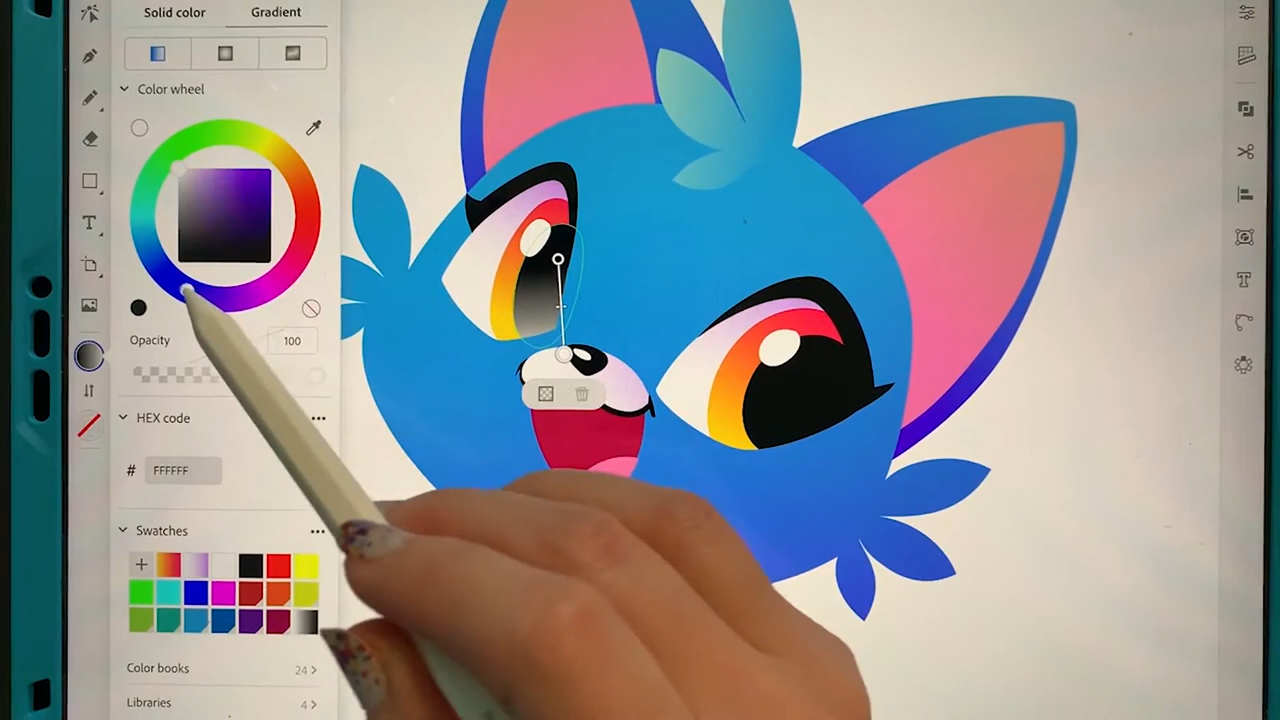 Solid color Gradient
Color wheel
Opacity 100
HEX code
# FFFFFF
Swatches
Color books 24
Libraries 4